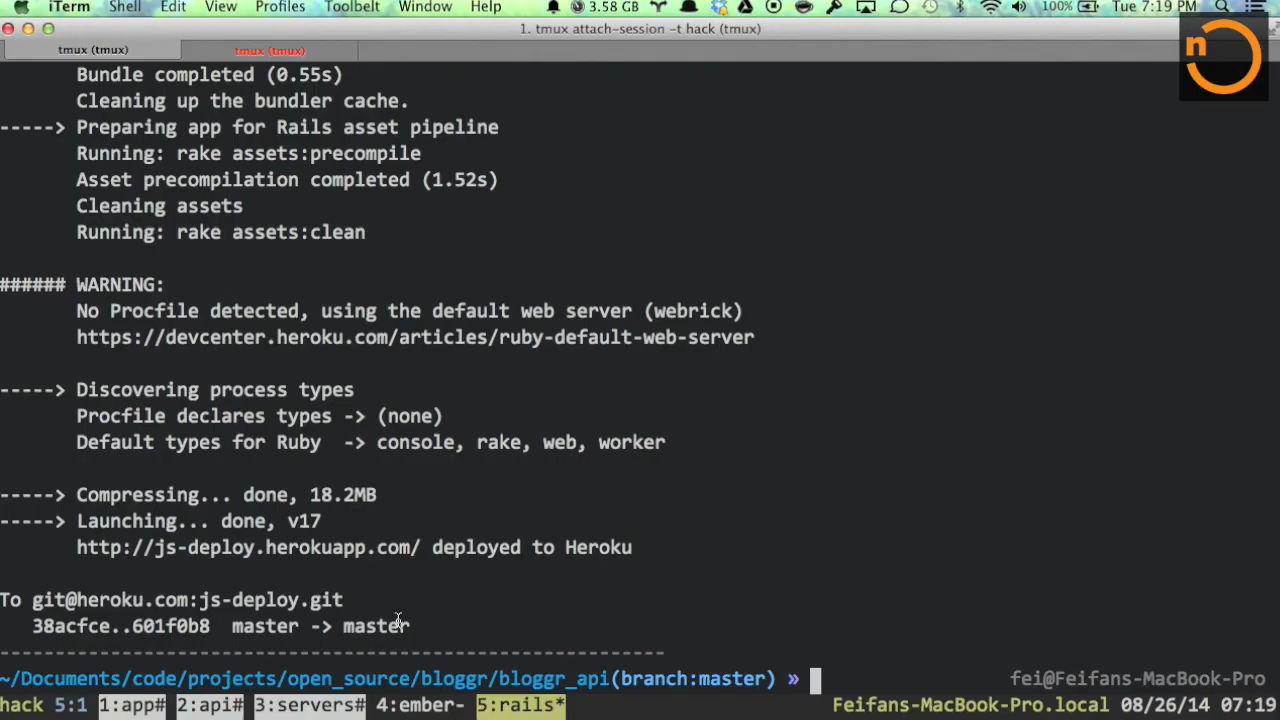 iTerm Shell Edit View Profiles Toolbelt Window Help 3.58 GB 100% Tue 7:19 PM
1. tmux attach-session -t hack (tmux)
tmux (tmux) tmux (tmux)
n
Bundle completed (0.55s)
Cleaning up the bundler cache.
-----> Preparing app for Rails asset pipeline
Running: rake assets:precompile
Asset precompilation completed (1.52s)
Cleaning assets
Running: rake assets:clean
###### WARNING:
No Procfile detected, using the default web server (webrick)
https://devcenter.heroku.com/articles/ruby-default-web-server
-----> Discovering process types
Procfile declares types -> (none)
Default types for Ruby -> console, rake, web, worker
-----> Compressing... done, 18.2MB
-----> Launching... done, v17
http://js-deploy.herokuapp.com/ deployed to Heroku
To git@heroku.com:js-deploy.git
38acfce..601f0b8 master -> master
------------------------------------------------------------
~/Documents/code/projects/open_source/bloggr/bloggr_api(branch:master) » fei@Feifans-MacBook-Pro
hack 5:1 1:app# 2:api# 3:servers# 4:ember- 5:rails* Feifans-MacBook-Pro.local 08/26/14 07:19